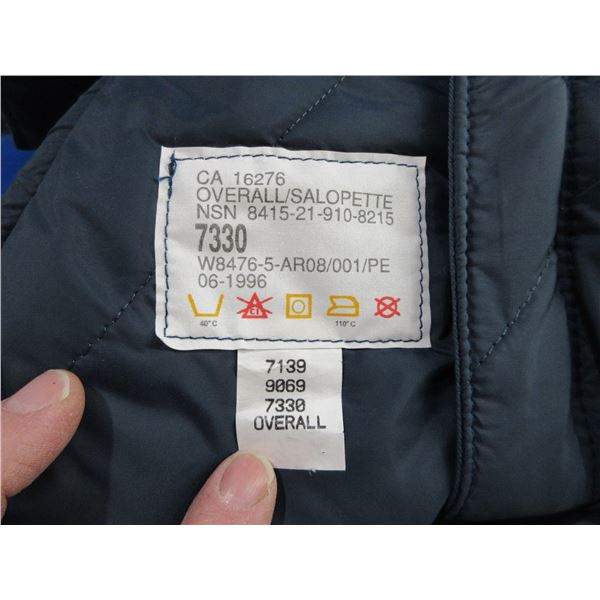 CA 16276
OVERALL/SALOPETTE
NSN 8415-21-910-8215
7330
W8476-5-AR08/001/PE
06-1996
Cl
40°C
110°C
7139
9069
7330
OVERALL